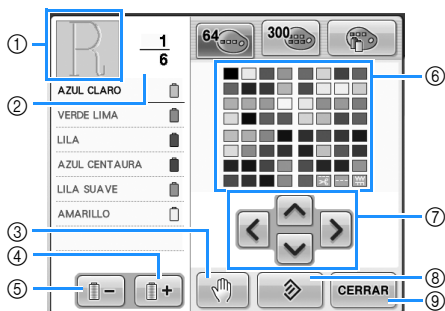 ①
R
1
6
②
64
300
AZUL CLARO
VERDE LIMA
LILA
AZUL CENTAURA
LILA SUAVE
AMARILLO
⑥
⑦
③
④
⑤
−
+
CERRAR
⑧
⑨